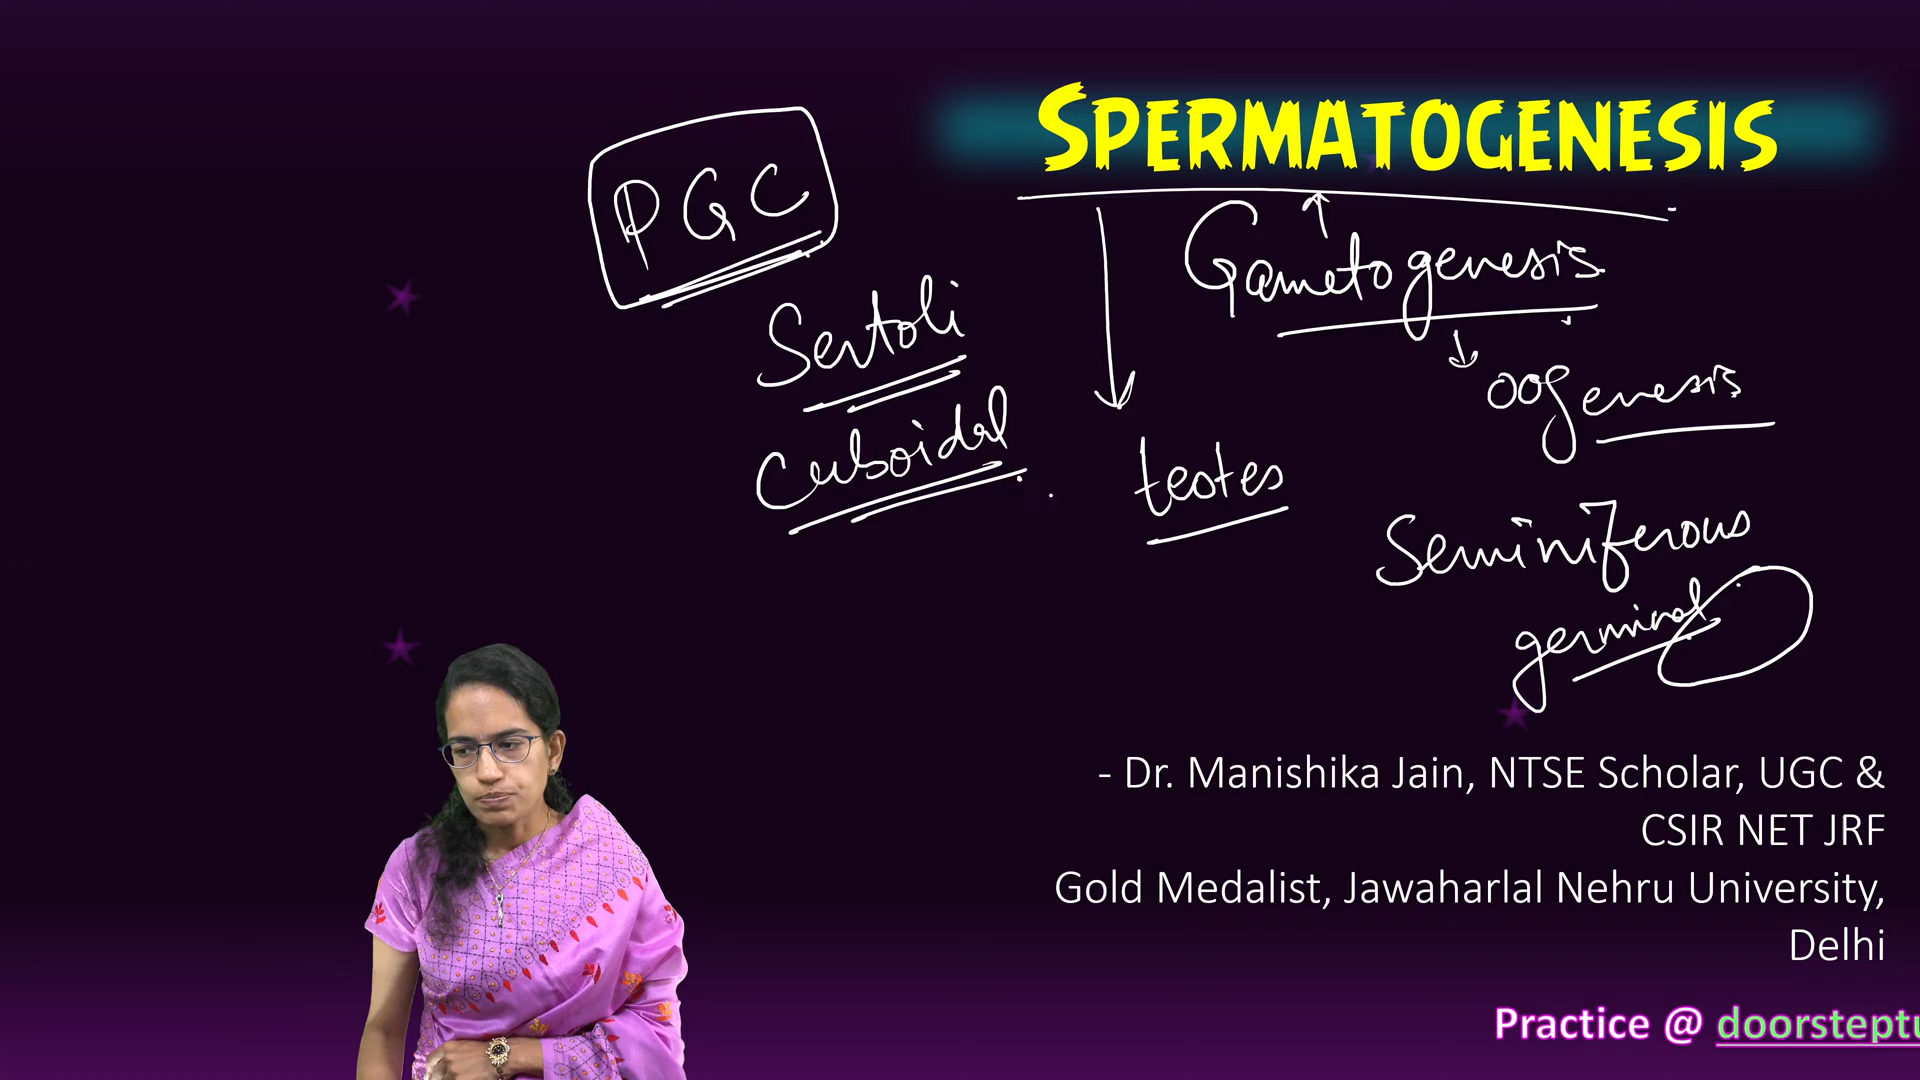 SPERMATOGENESIS
PGC
Gametogenesis
Sertoli
oogenesis
Cuboidal
testes
Seminiferous
germinal
- Dr. Manishika Jain, NTSE Scholar, UGC &
CSIR NET JRF
Gold Medalist, Jawaharlal Nehru University,
Delhi
Practice @ doorsteptu